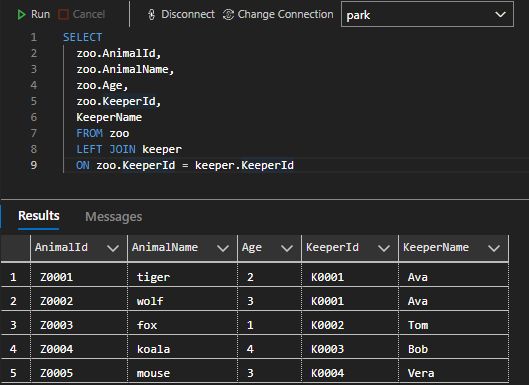 Run Cancel Disconnect Change Connection park
1 SELECT
2 zoo.AnimalId,
3 zoo.AnimalName,
4 zoo.Age,
5 zoo.KeeperId,
6 KeeperName
7 FROM zoo
8 LEFT JOIN keeper
9 ON zoo.KeeperId = keeper.KeeperId
Results Messages
AnimalId AnimalName Age KeeperId KeeperName
1 Z0001 tiger 2 K0001 Ava
2 Z0002 wolf 3 K0001 Ava
3 Z0003 fox 1 K0002 Tom
4 Z0004 koala 4 K0003 Bob
5 Z0005 mouse 3 K0004 Vera